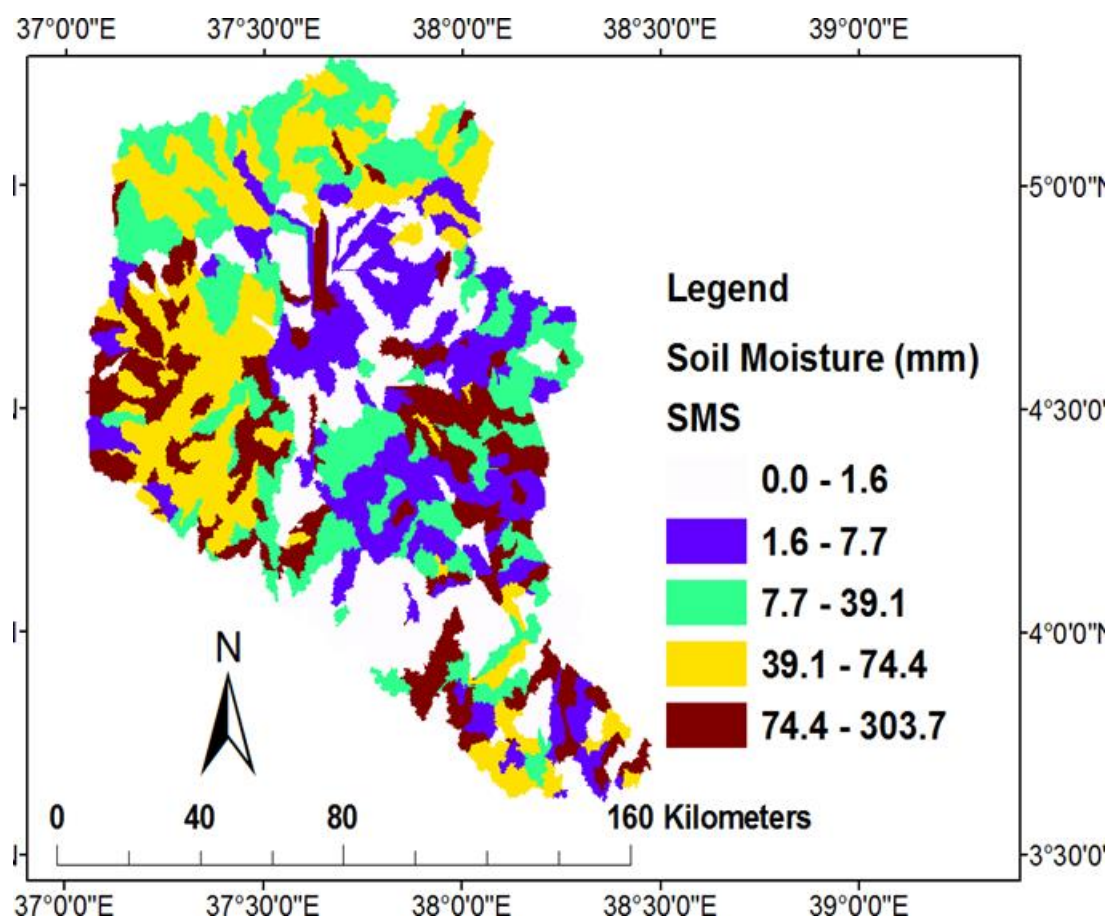 37°0'0"E 37°30'0"E 38°0'0"E 38°30'0"E 39°0'0"E
5°0'0"N
Legend
Soil Moisture (mm)
SMS
4°30'0"N
0.0 - 1.6
1.6 - 7.7
7.7 - 39.1
4°0'0"N
39.1 - 74.4
N
74.4 - 303.7
0 40 80 160 Kilometers
3°30'0"N
37°0'0"E 37°30'0"E 38°0'0"E 38°30'0"E 39°0'0"E